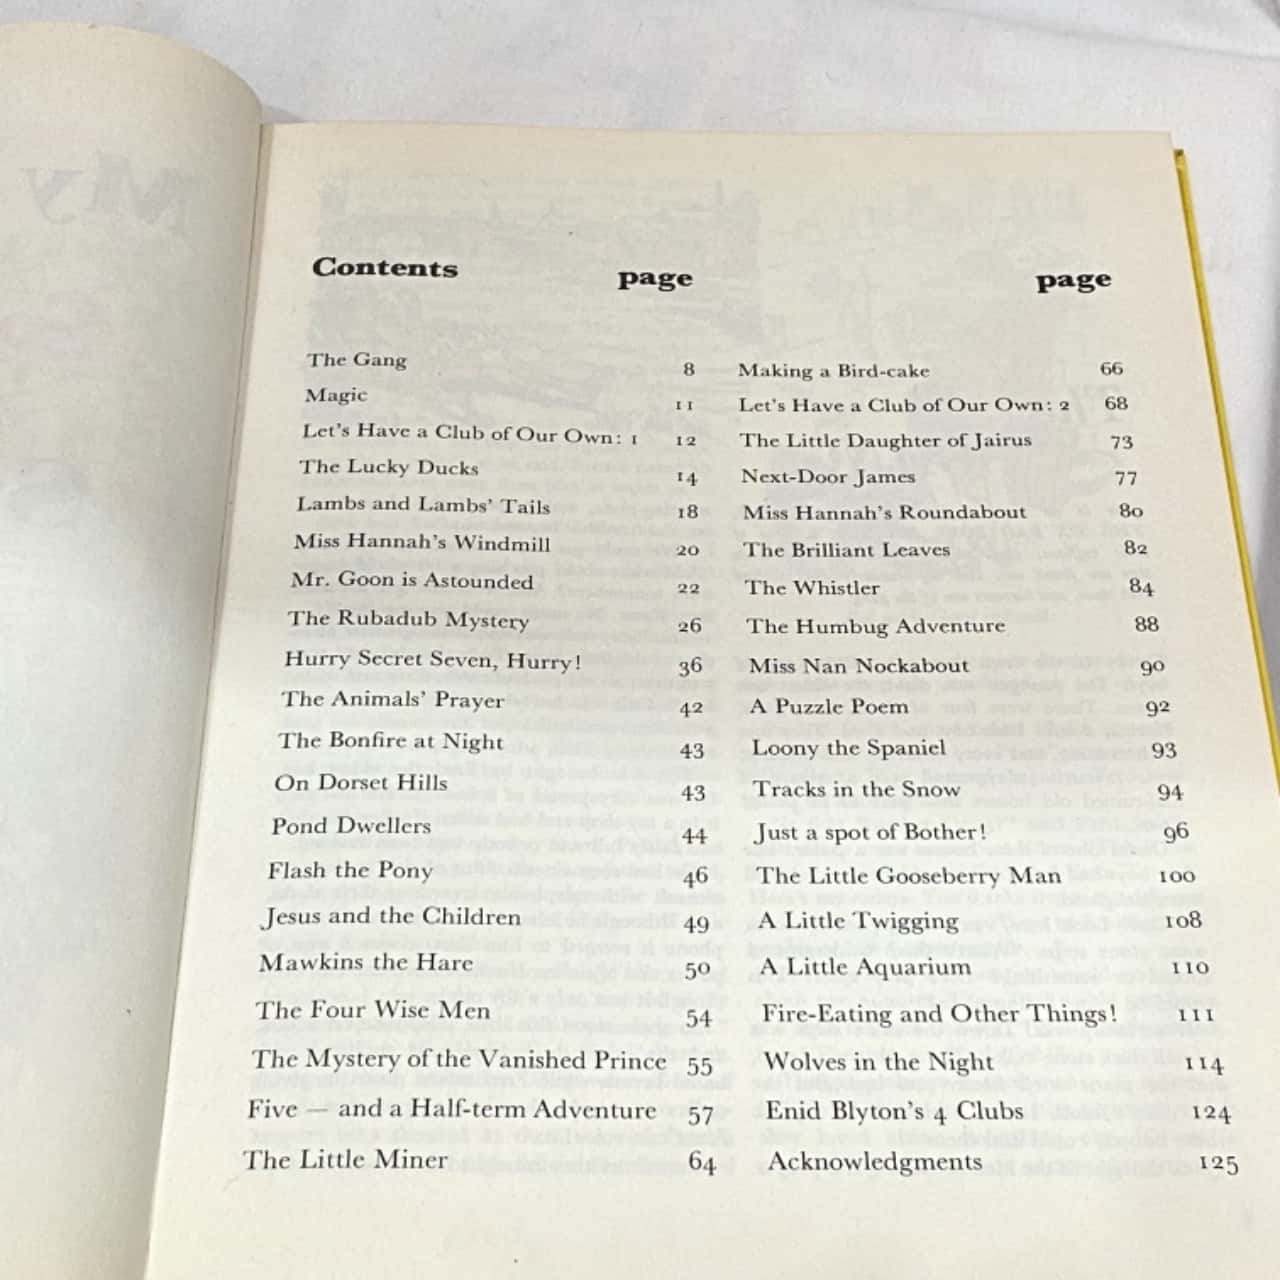 My
Contents page
The Gang 8
Magic 11
Let's Have a Club of Our Own: 1 12
The Lucky Ducks 14
Lambs and Lambs' Tails 18
Miss Hannah's Windmill 20
Mr. Goon is Astounded 22
The Rubadub Mystery 26
Hurry Secret Seven, Hurry! 36
The Animals' Prayer 42
The Bonfire at Night 43
On Dorset Hills 43
Pond Dwellers 44
Flash the Pony 46
Jesus and the Children 49
Mawkins the Hare 50
The Four Wise Men 54
The Mystery of the Vanished Prince 55
Five — and a Half-term Adventure 57
The Little Miner 64
page
Making a Bird-cake 66
Let's Have a Club of Our Own: 2 68
The Little Daughter of Jairus 73
Next-Door James 77
Miss Hannah's Roundabout 80
The Brilliant Leaves 82
The Whistler 84
The Humbug Adventure 88
Miss Nan Nockabout 90
A Puzzle Poem 92
Loony the Spaniel 93
Tracks in the Snow 94
Just a spot of Bother! 96
The Little Gooseberry Man 100
A Little Twigging 108
A Little Aquarium 110
Fire-Eating and Other Things! 111
Wolves in the Night 114
Enid Blyton's 4 Clubs 124
Acknowledgments 125